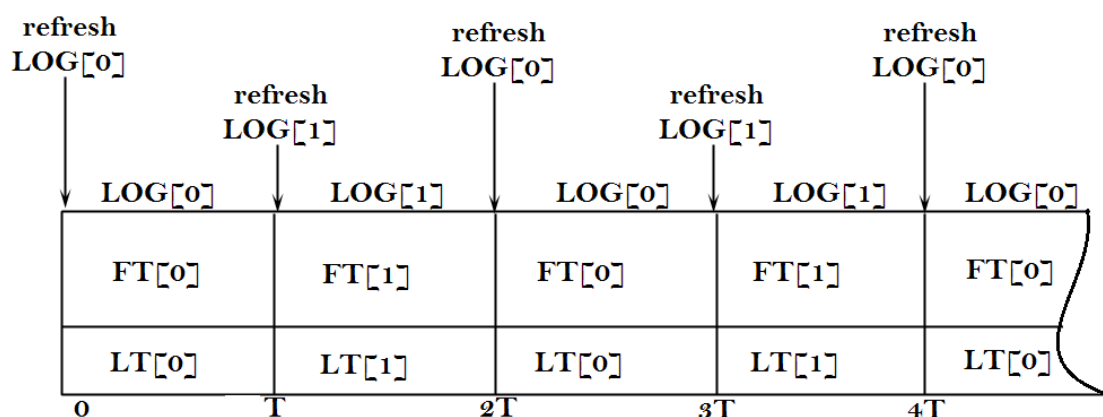 refresh
LOG[0]
refresh
LOG[1]
refresh
LOG[0]
refresh
LOG[1]
refresh
LOG[0]
LOG[0] LOG[1] LOG[0] LOG[1] LOG[0]
FT[0] FT[1] FT[0] FT[1] FT[0]
LT[0] LT[1] LT[0] LT[1] LT[0]
0 T 2T 3T 4T